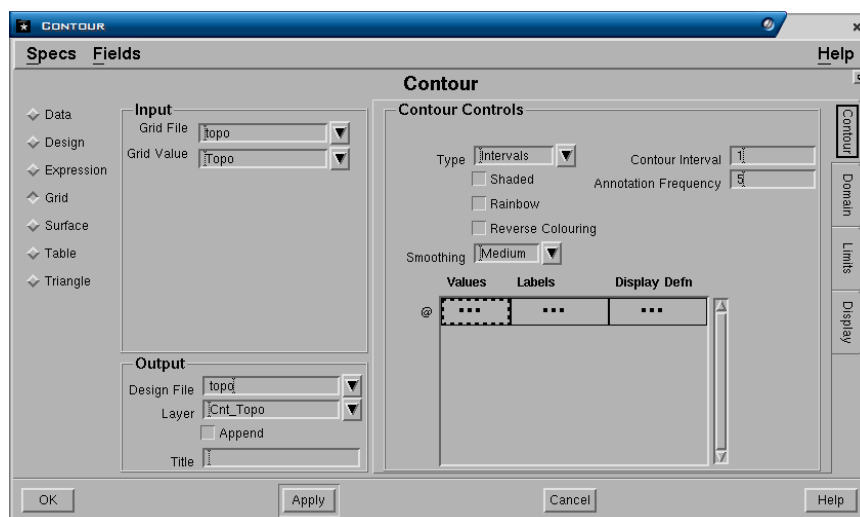 CONTOUR
Specs Fields Help
Contour
Data
Design
Expression
Grid
Surface
Table
Triangle
Input
Grid File topo
Grid Value Topo
Output
Design File topo
Layer Cnt_Topo
Append
Title
Contour Controls
Type Intervals Contour Interval 1
Shaded Annotation Frequency 5
Rainbow
Reverse Colouring
Smoothing Medium
Values Labels Display Defn
@ ... ... ...
Contour
Domain
Limits
Display
OK Apply Cancel Help